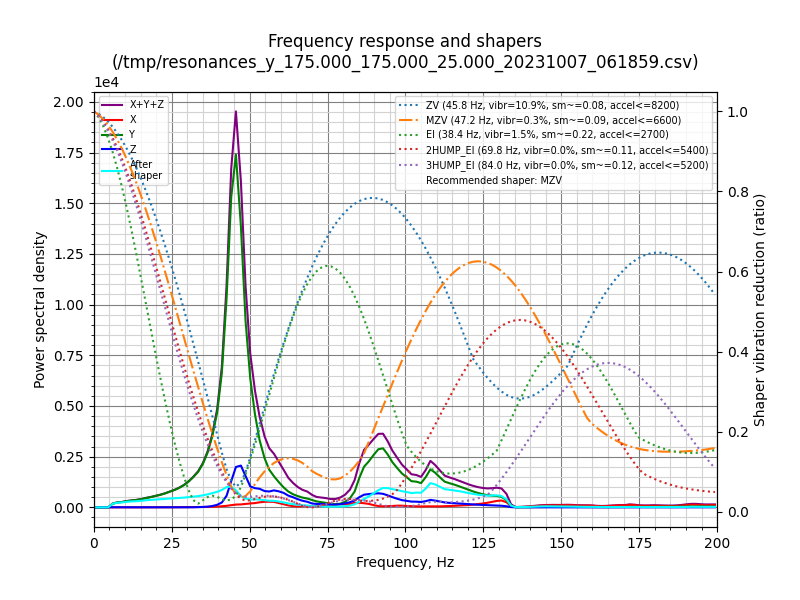 Frequency response and shapers
(/tmp/resonances_y_175.000_175.000_25.000_20231007_061859.csv)
1e4
X+Y+Z
X
Y
Z
After
shaper
ZV (45.8 Hz, vibr=10.9%, sm~=0.08, accel<=8200)
MZV (47.2 Hz, vibr=0.3%, sm~=0.09, accel<=6600)
EI (38.4 Hz, vibr=1.5%, sm~=0.22, accel<=2700)
2HUMP_EI (69.8 Hz, vibr=0.0%, sm~=0.11, accel<=5400)
3HUMP_EI (84.0 Hz, vibr=0.0%, sm~=0.12, accel<=5200)
Recommended shaper: MZV
2.00
1.75
1.50
1.25
1.00
0.75
0.50
0.25
0.00
Power spectral density
1.0
0.8
0.6
0.4
0.2
0.0
Shaper vibration reduction (ratio)
0 25 50 75 100 125 150 175 200
Frequency, Hz